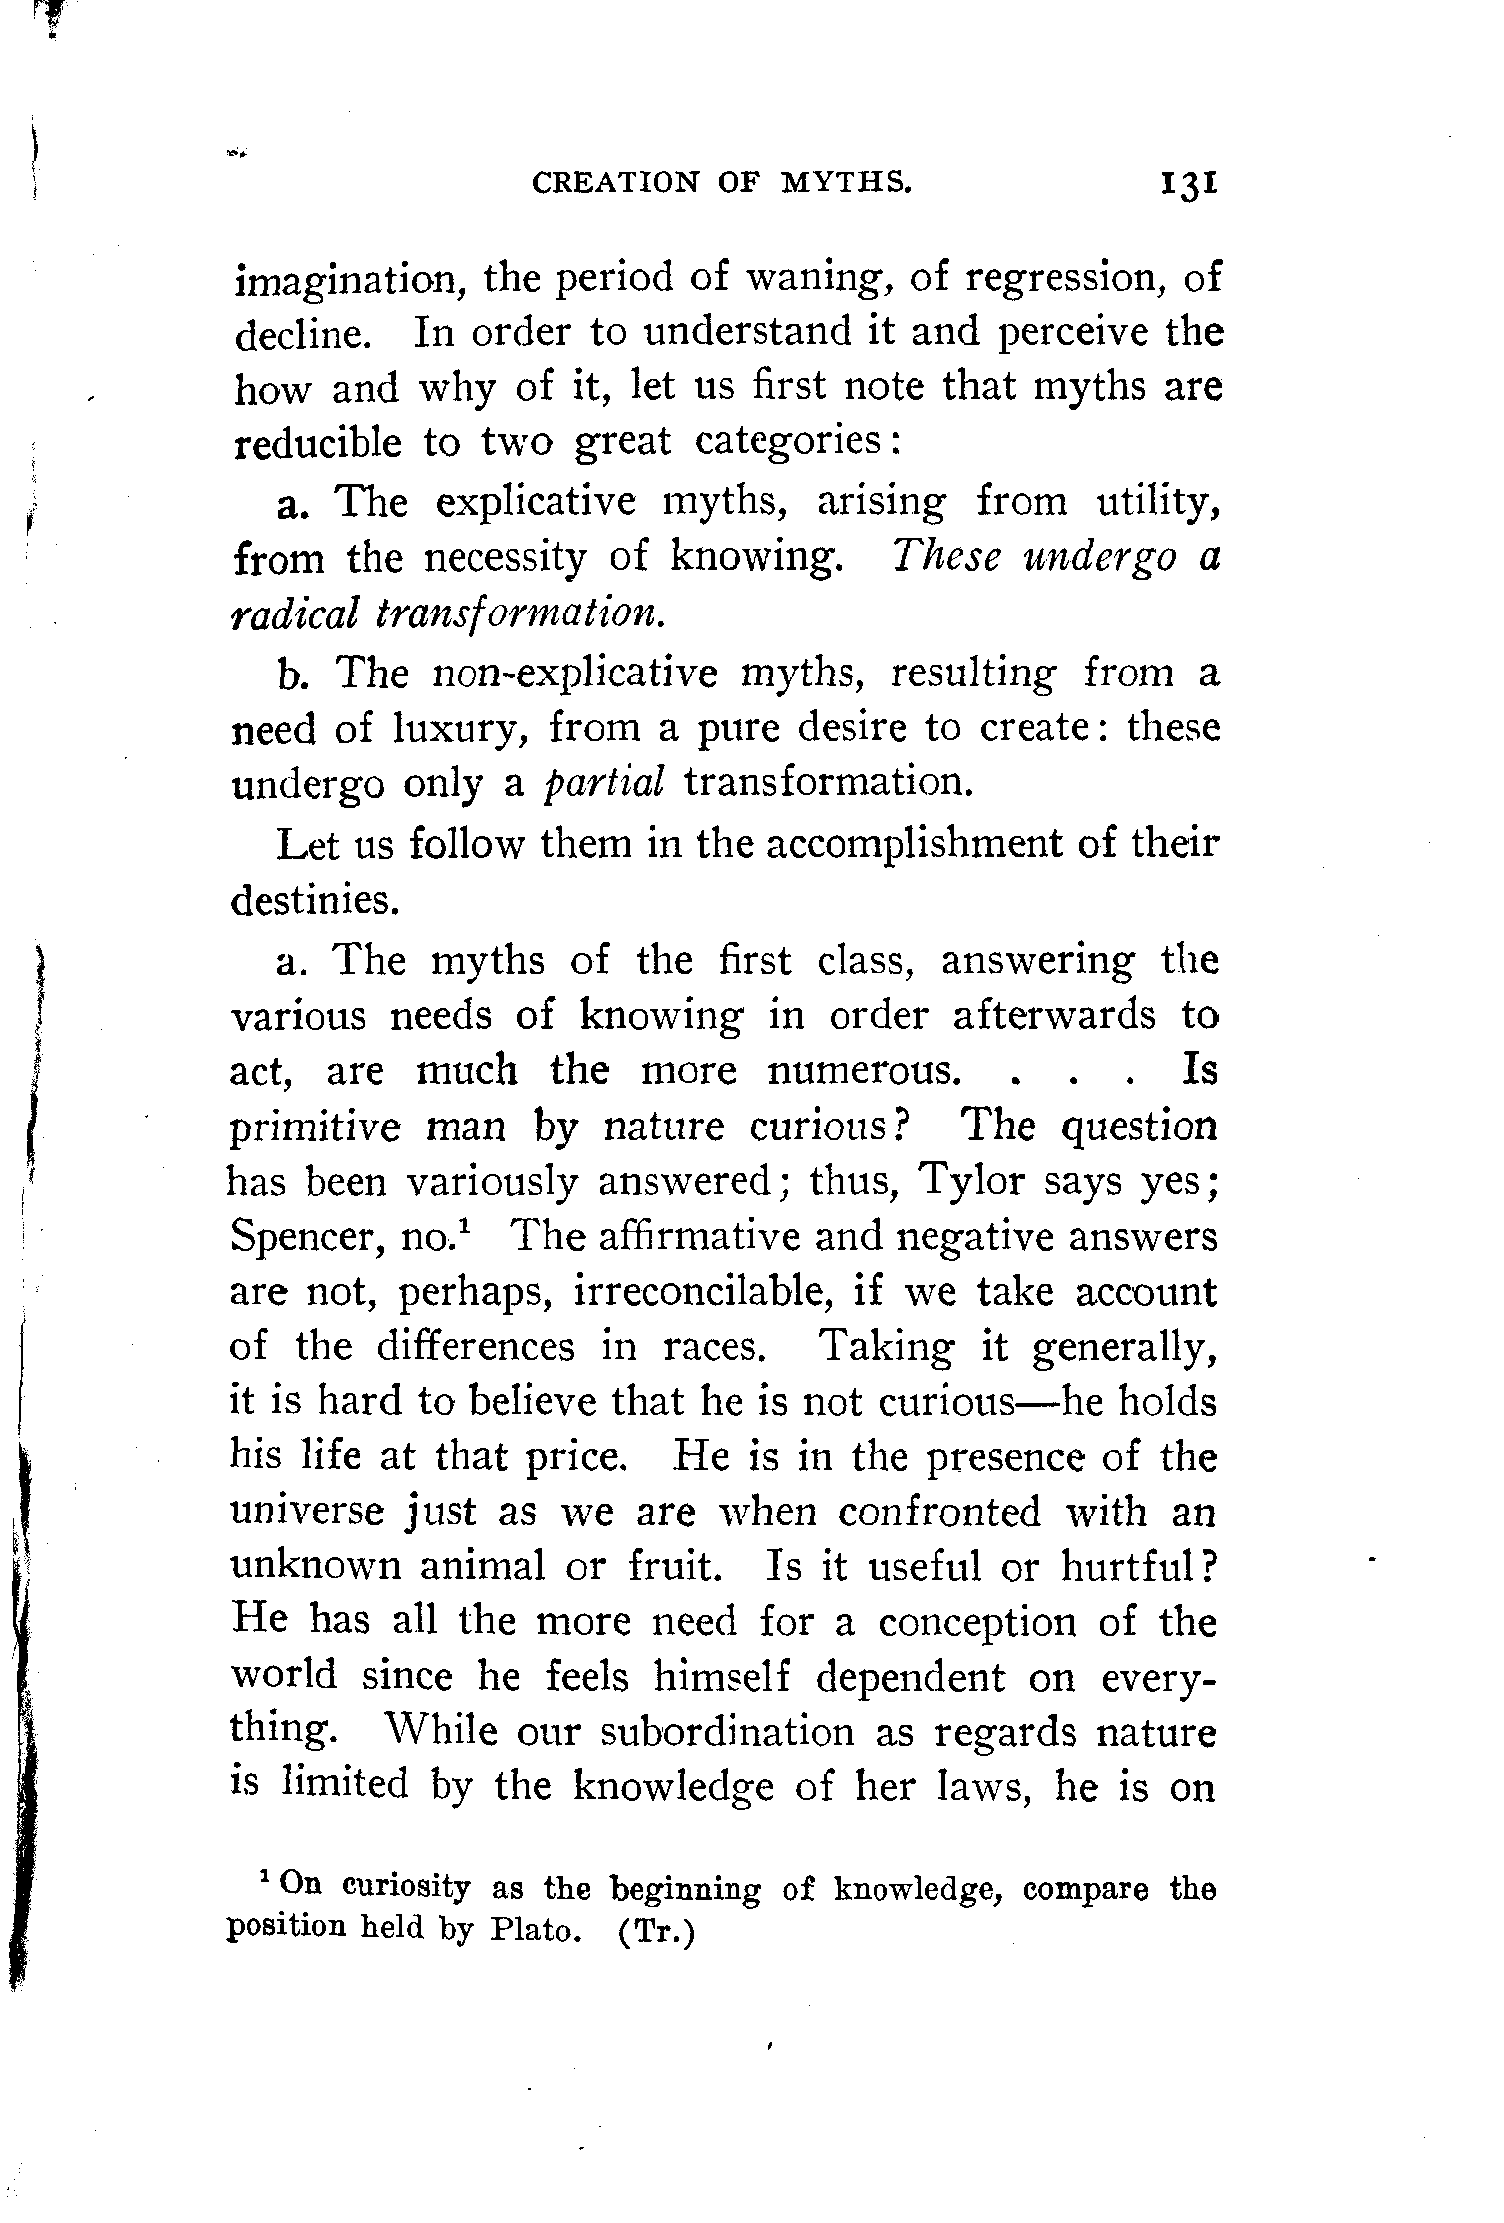 CREATION OF MYTHS. 131
imagination, the period of waning, of regression, of
decline. In order to understand it and perceive the
how and why of it, let us first note that myths are
reducible to two great categories:
a. The explicative myths, arising from utility,
from the necessity of knowing. These undergo a
radical transformation.
b. The non-explicative myths, resulting from a
need of luxury, from a pure desire to create: these
undergo only a partial transformation.
Let us follow them in the accomplishment of their
destinies.
a. The myths of the first class, answering the
various needs of knowing in order afterwards to
act, are much the more numerous. . . . Is
primitive man by nature curious? The question
has been variously answered; thus, Tylor says yes;
Spencer, no.¹ The affirmative and negative answers
are not, perhaps, irreconcilable, if we take account
of the differences in races. Taking it generally,
it is hard to believe that he is not curious—he holds
his life at that price. He is in the presence of the
universe just as we are when confronted with an
unknown animal or fruit. Is it useful or hurtful?
He has all the more need for a conception of the
world since he feels himself dependent on every-
thing. While our subordination as regards nature
is limited by the knowledge of her laws, he is on
¹ On curiosity as the beginning of knowledge, compare the
position held by Plato. (Tr.)